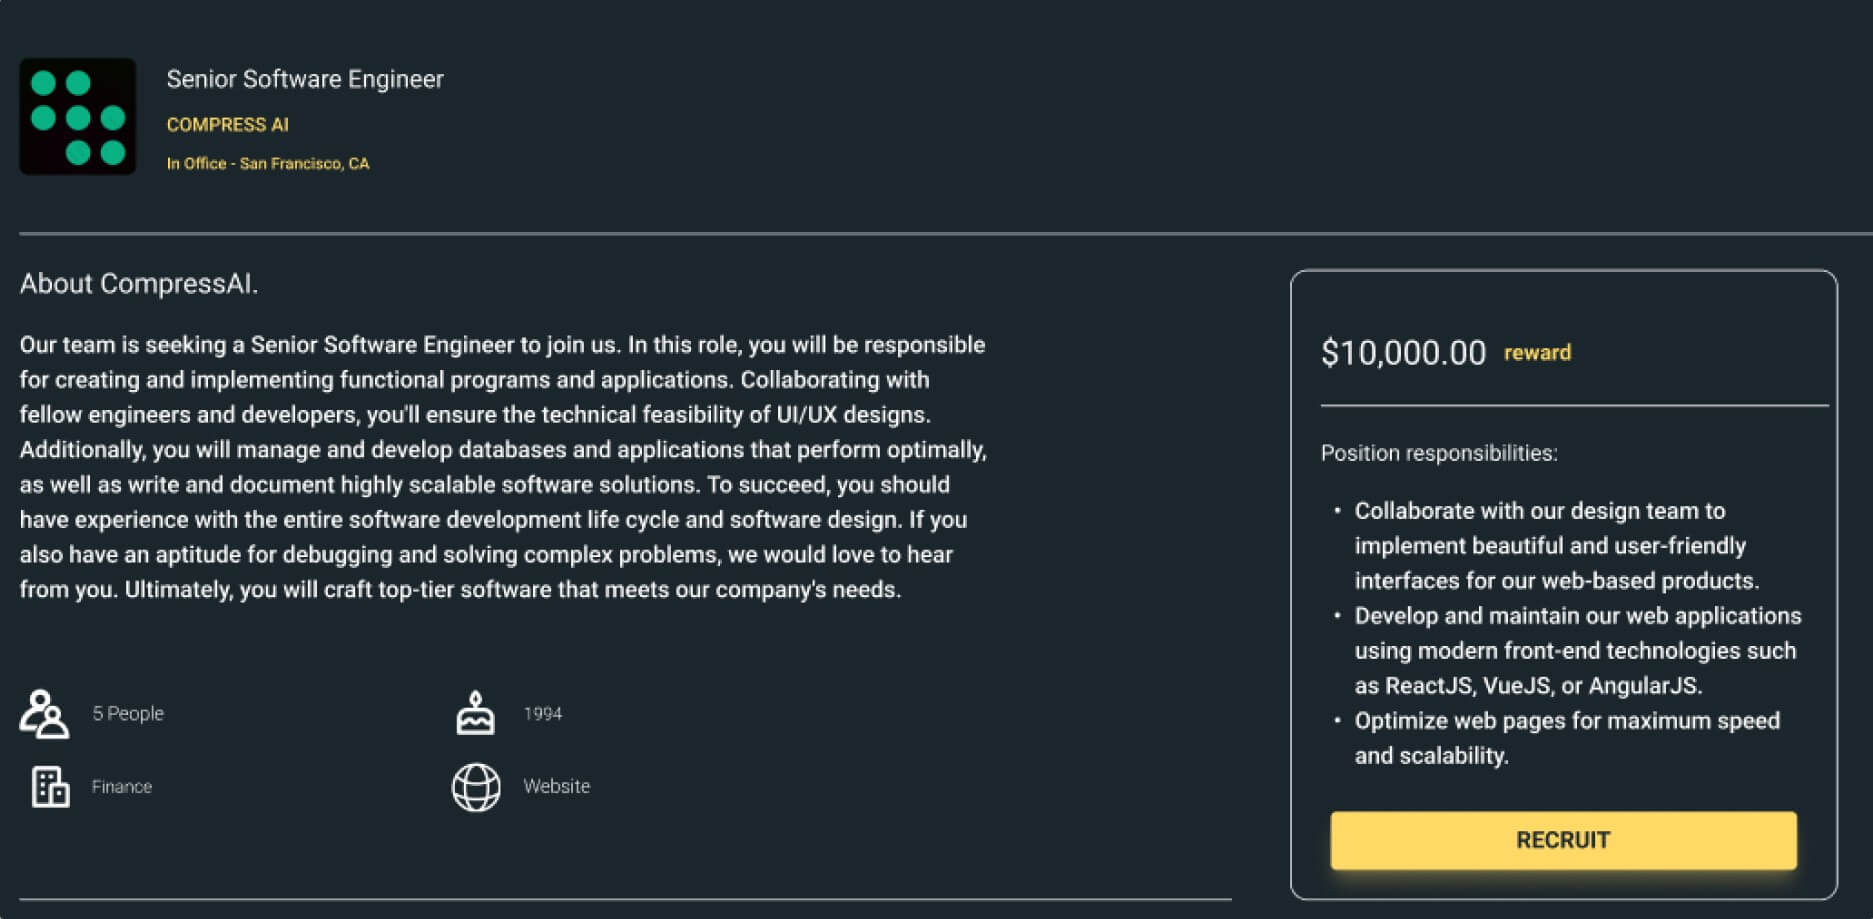 Senior Software Engineer
COMPRESS AI
In Office - San Francisco, CA
About CompressAI.
Our team is seeking a Senior Software Engineer to join us. In this role, you will be responsible
for creating and implementing functional programs and applications. Collaborating with
fellow engineers and developers, you'll ensure the technical feasibility of UI/UX designs.
Additionally, you will manage and develop databases and applications that perform optimally,
as well as write and document highly scalable software solutions. To succeed, you should
have experience with the entire software development life cycle and software design. If you
also have an aptitude for debugging and solving complex problems, we would love to hear
from you. Ultimately, you will craft top-tier software that meets our company's needs.
5 People
1994
Finance
Website
$10,000.00 reward
Position responsibilities:
• Collaborate with our design team to
implement beautiful and user-friendly
interfaces for our web-based products.
• Develop and maintain our web applications
using modern front-end technologies such
as ReactJS, VueJS, or AngularJS.
• Optimize web pages for maximum speed
and scalability.
RECRUIT